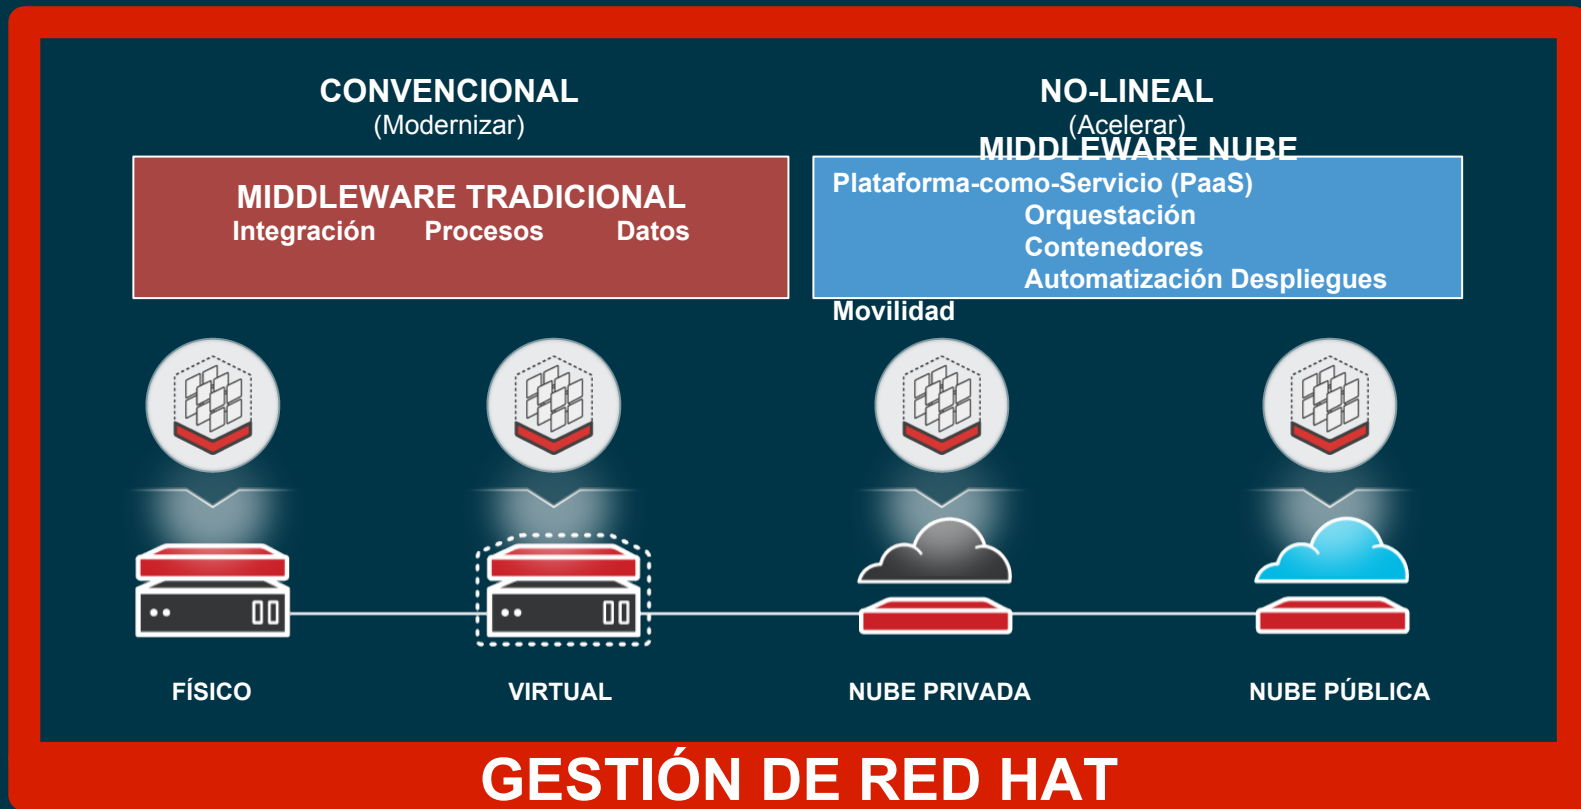 CONVENCIONAL
(Modernizar)
MIDDLEWARE TRADICIONAL
Integración Procesos Datos
NO-LINEAL
(Acelerar)
MIDDLEWARE NUBE
Plataforma-como-Servicio (PaaS)
Orquestación
Contenedores
Automatización Despliegues
Movilidad
FÍSICO
VIRTUAL
NUBE PRIVADA
NUBE PÚBLICA
GESTIÓN DE RED HAT